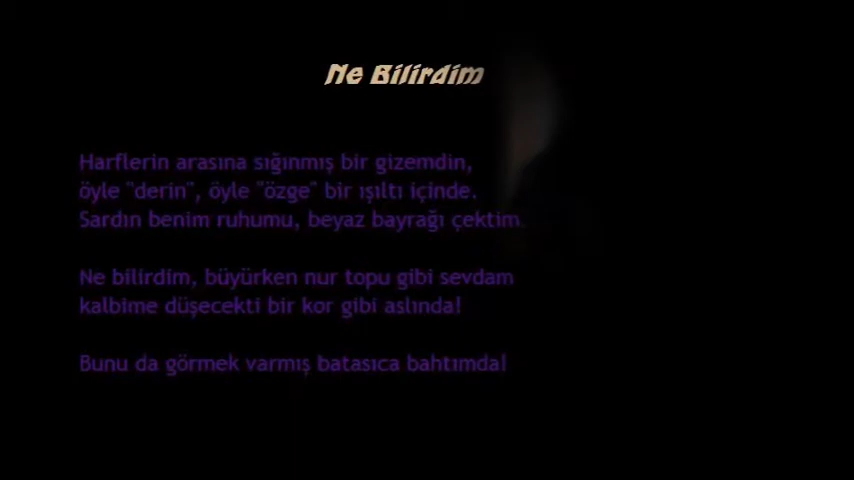 Ne Bilirdim
Harflerin arasına sığınmış bir gizemdin,
öyle "derin", öyle "özge" bir ışıltı içinde.
Sardın benim ruhumu, beyaz bayrağı çektim.
Ne bilirdim, büyürken nur topu gibi sevdam
kalbime düşecekti bir kor gibi aslında!
Bunu da görmek varmış batasıca bahtımda!